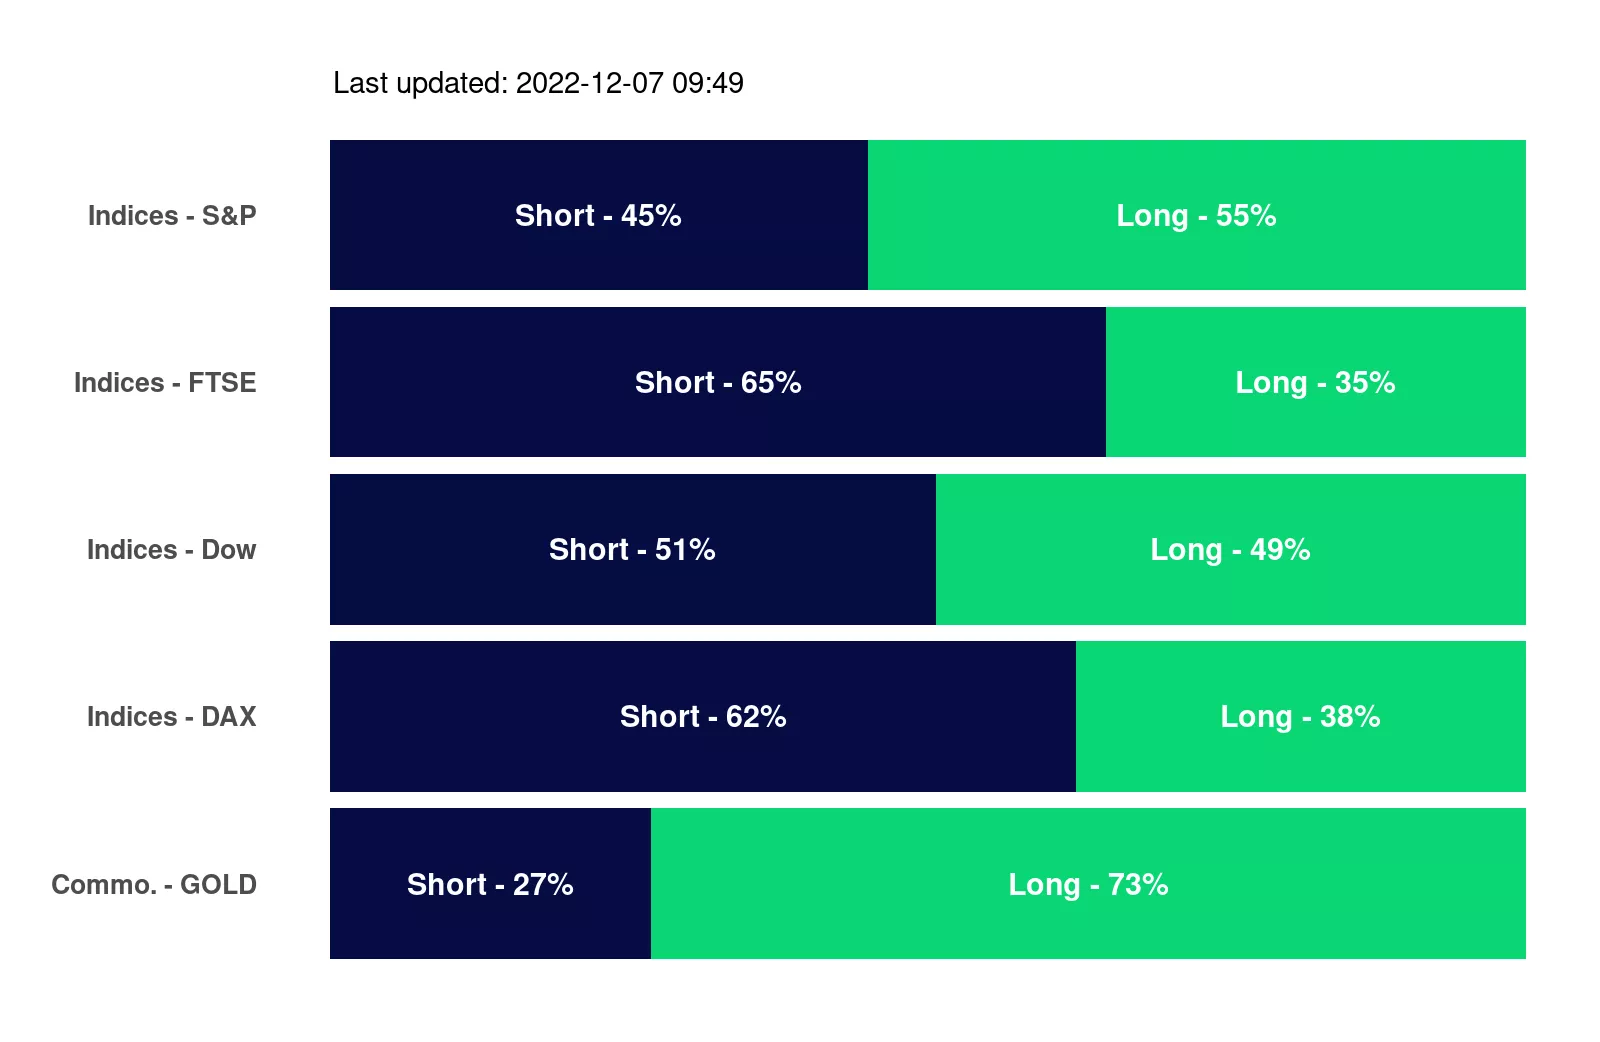 Last updated: 2022-12-07 09:49
Indices - S&P Short - 45% Long - 55%
Indices - FTSE Short - 65% Long - 35%
Indices - Dow Short - 51% Long - 49%
Indices - DAX Short - 62% Long - 38%
Commo. - GOLD Short - 27% Long - 73%